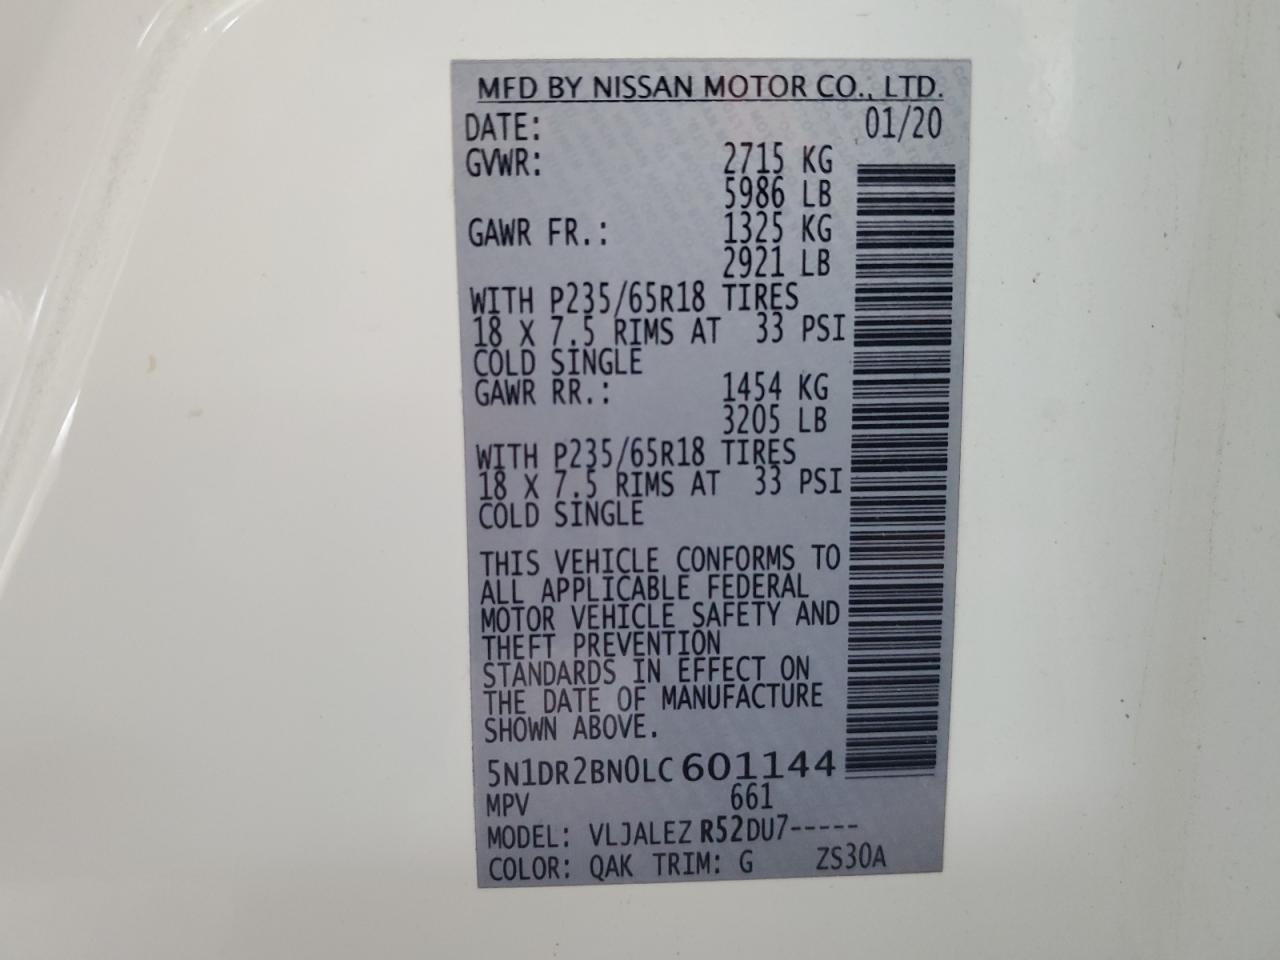 MFD BY NISSAN MOTOR CO., LTD.
DATE: 01/20
GVWR: 2715 KG
5986 LB
GAWR FR.: 1325 KG
2921 LB
WITH P235/65R18 TIRES
18 X 7.5 RIMS AT 33 PSI
COLD SINGLE
GAWR RR.: 1454 KG
3205 LB
WITH P235/65R18 TIRES
18 X 7.5 RIMS AT 33 PSI
COLD SINGLE
THIS VEHICLE CONFORMS TO
ALL APPLICABLE FEDERAL
MOTOR VEHICLE SAFETY AND
THEFT PREVENTION
STANDARDS IN EFFECT ON
THE DATE OF MANUFACTURE
SHOWN ABOVE.
5N1DR2BN0LC601144
MPV 661
MODEL: VLJALEZ R52DU7-----
COLOR: QAK TRIM: G ZS30A